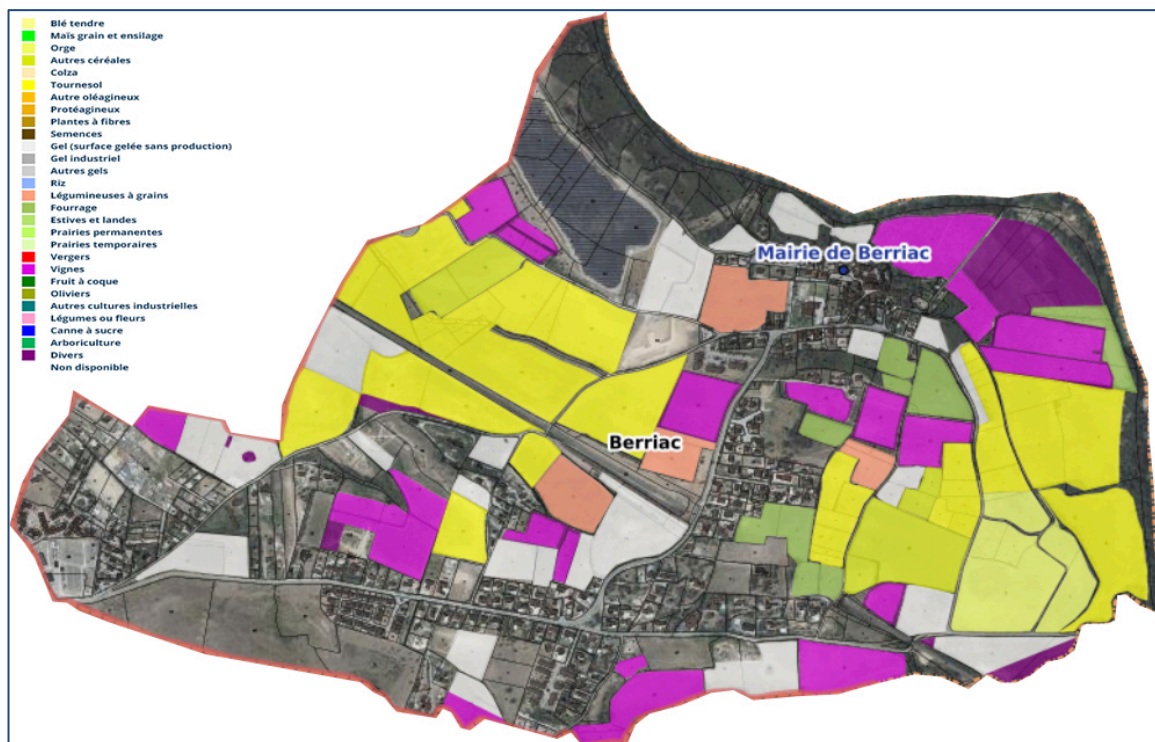 Blé tendre
Maïs grain et ensilage
Orge
Autres céréales
Colza
Tournesol
Autre oléagineux
Protéagineux
Plantes à fibres
Semences
Gel (surface gelée sans production)
Gel industriel
Autres gels
Riz
Légumineuses à grains
Fourrage
Estives et landes
Prairies permanentes
Prairies temporaires
Vergers
Vignes
Fruit à coque
Oliviers
Autres cultures industrielles
Légumes ou fleurs
Canne à sucre
Arboriculture
Divers
Non disponible
Mairie de Berriac
Berriac